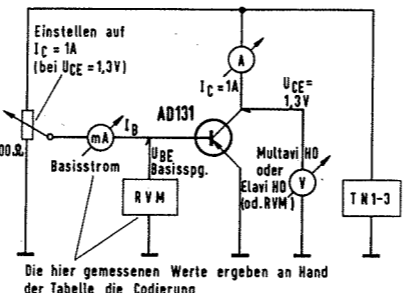 Einstellen auf
I_C = 1A
(bei U_CE = 1,3V)
00Ω
mA
I_B
Basisstrom
U_BE
Basisspg.
RVM
AD131
A
I_C = 1A
U_CE =
1,3V
Multavi HO
oder
Elavi HO
(od. RVM)
V
TN1-3
Die hier gemessenen Werte ergeben an Hand
der Tabelle die Codierung